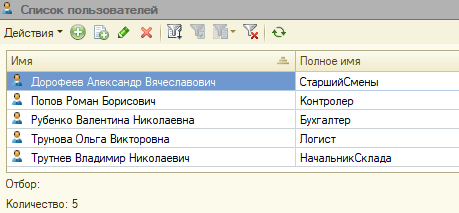 Список пользователей
Действия
Имя Полное имя
Дорофеев Александр Вячеславович СтаршийСмены
Попов Роман Борисович Контролер
Рубенко Валентина Николаевна Бухгалтер
Трунова Ольга Викторовна Логист
Трутнев Владимир Николаевич НачальникСклада
Отбор:
Количество: 5